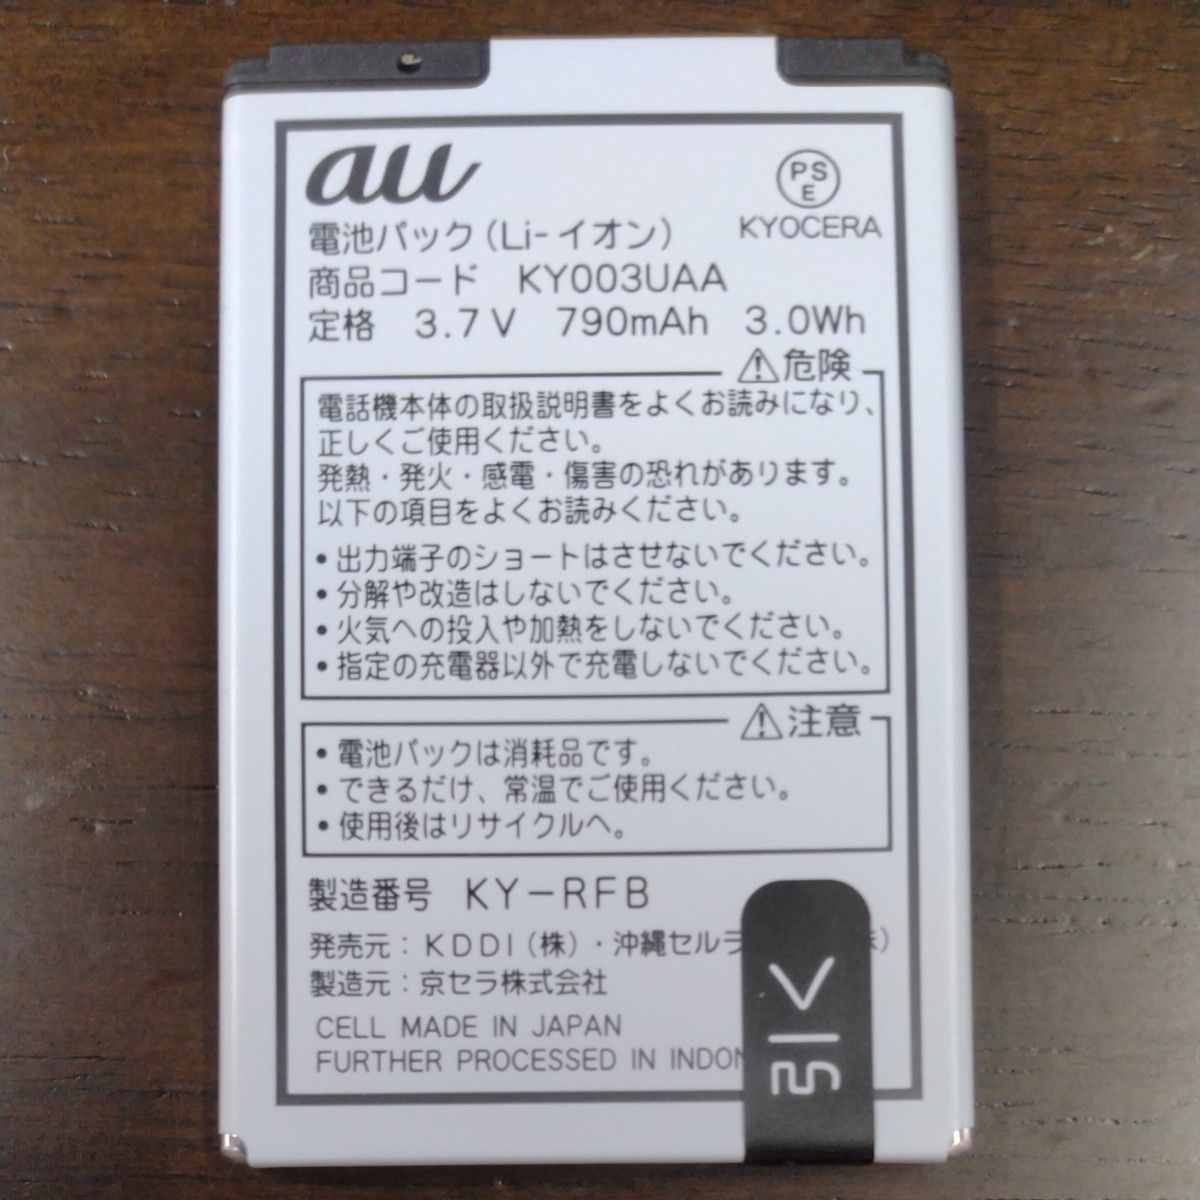 au
PSE
KYOCERA
電池パック(Li-イオン)
商品コード KY003UAA
定格 3.7V 790mAh 3.0Wh
⚠危険
電話機本体の取扱説明書をよくお読みになり、
正しくご使用ください。
発熱・発火・感電・傷害の恐れがあります。
以下の項目をよくお読みください。
・出力端子のショートはさせないでください。
・分解や改造はしないでください。
・火気への投入や加熱をしないでください。
・指定の充電器以外で充電しないでください。
⚠注意
・電池パックは消耗品です。
・できるだけ、常温でご使用ください。
・使用後はリサイクルへ。
製造番号 KY-RFB
発売元：KDDI(株)・沖縄セルラ
製造元：京セラ株式会社
CELL MADE IN JAPAN
FURTHER PROCESSED IN INDON
引く